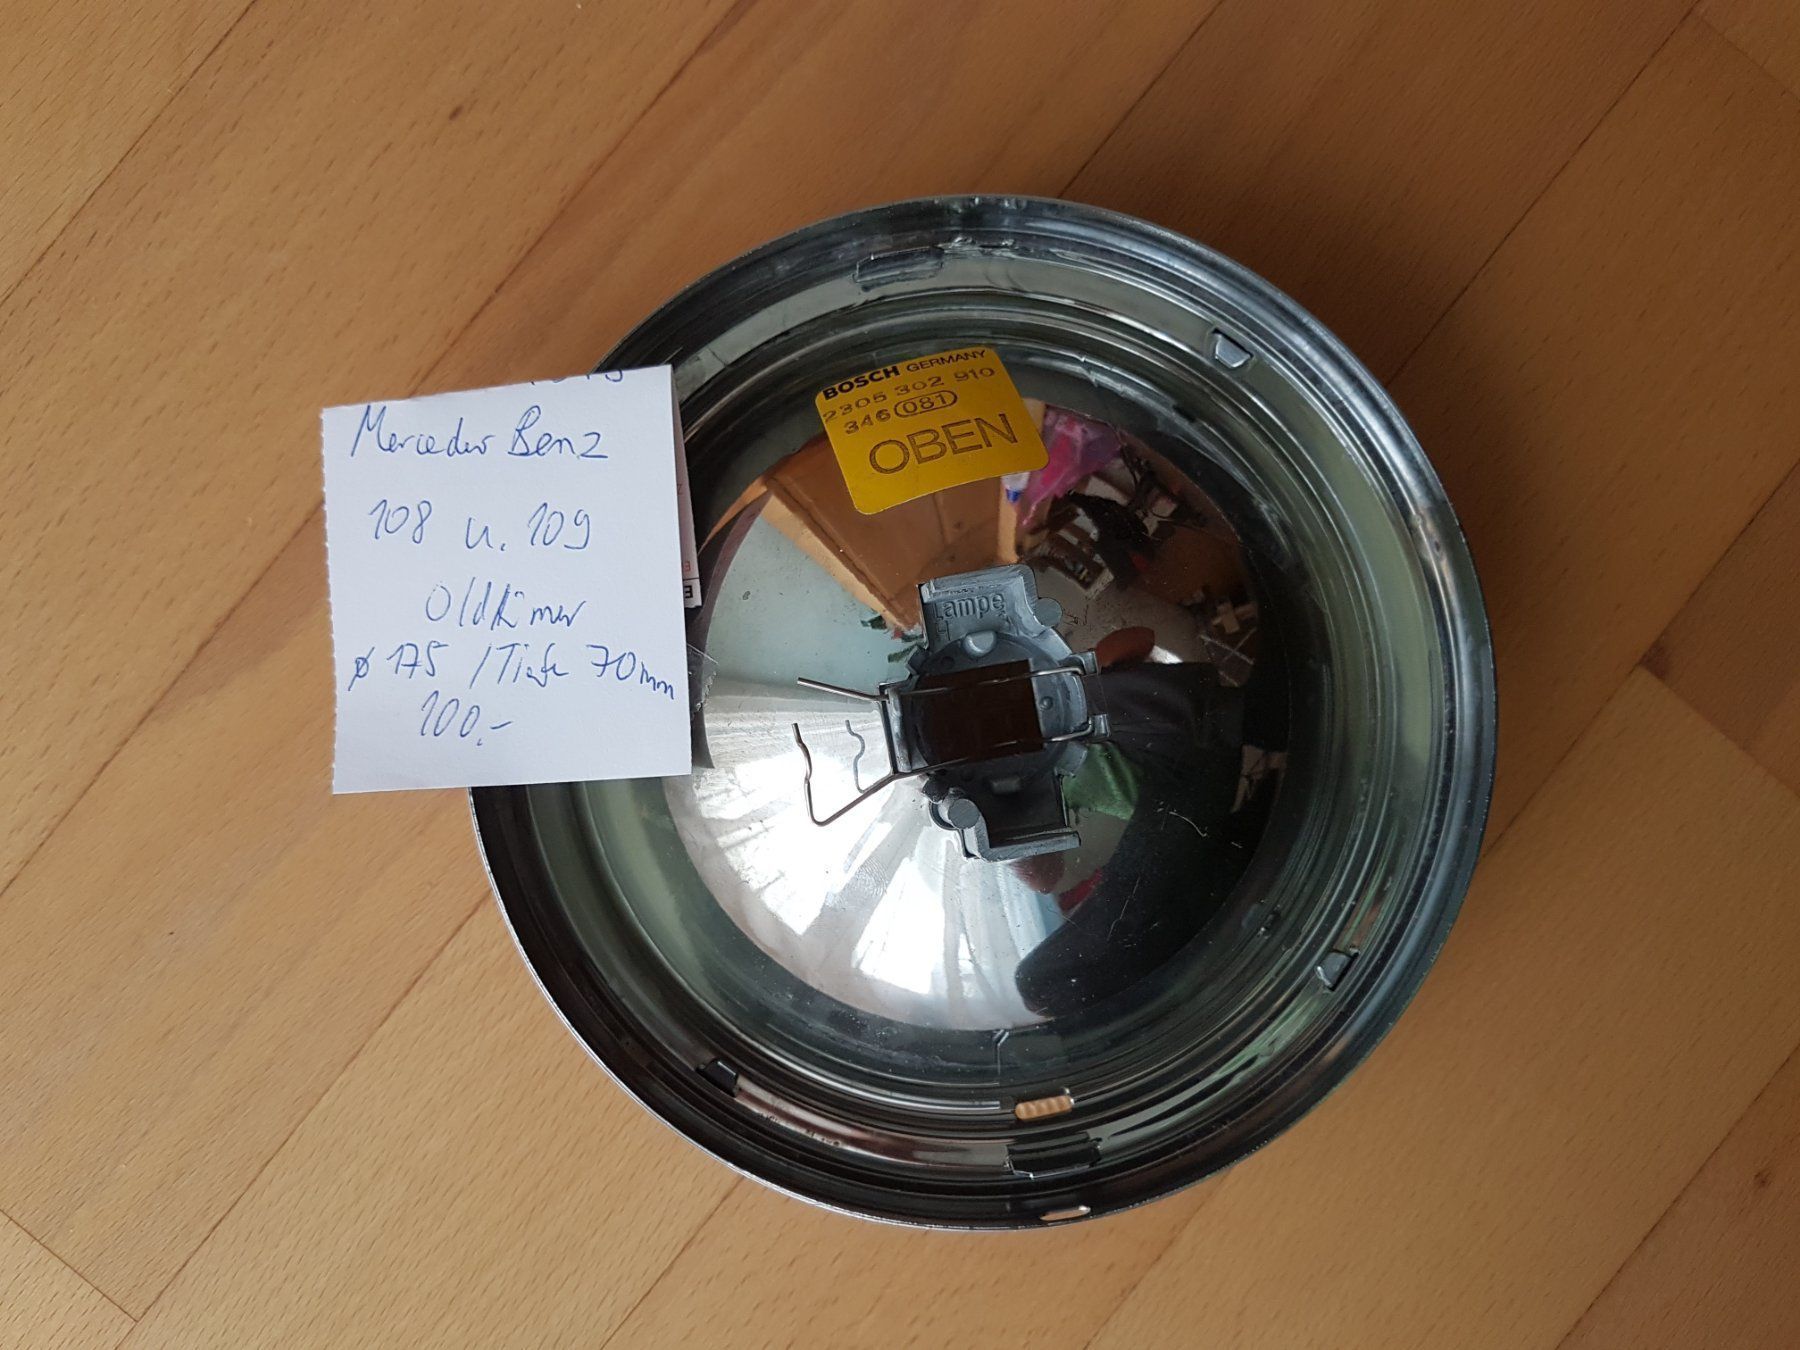 Mercedes Benz
108 u. 109
Oldtimer
ø 175 / Tiefe 70mm
100.-
BOSCH GERMANY
2305 302 910
346 081
OBEN
Lampe